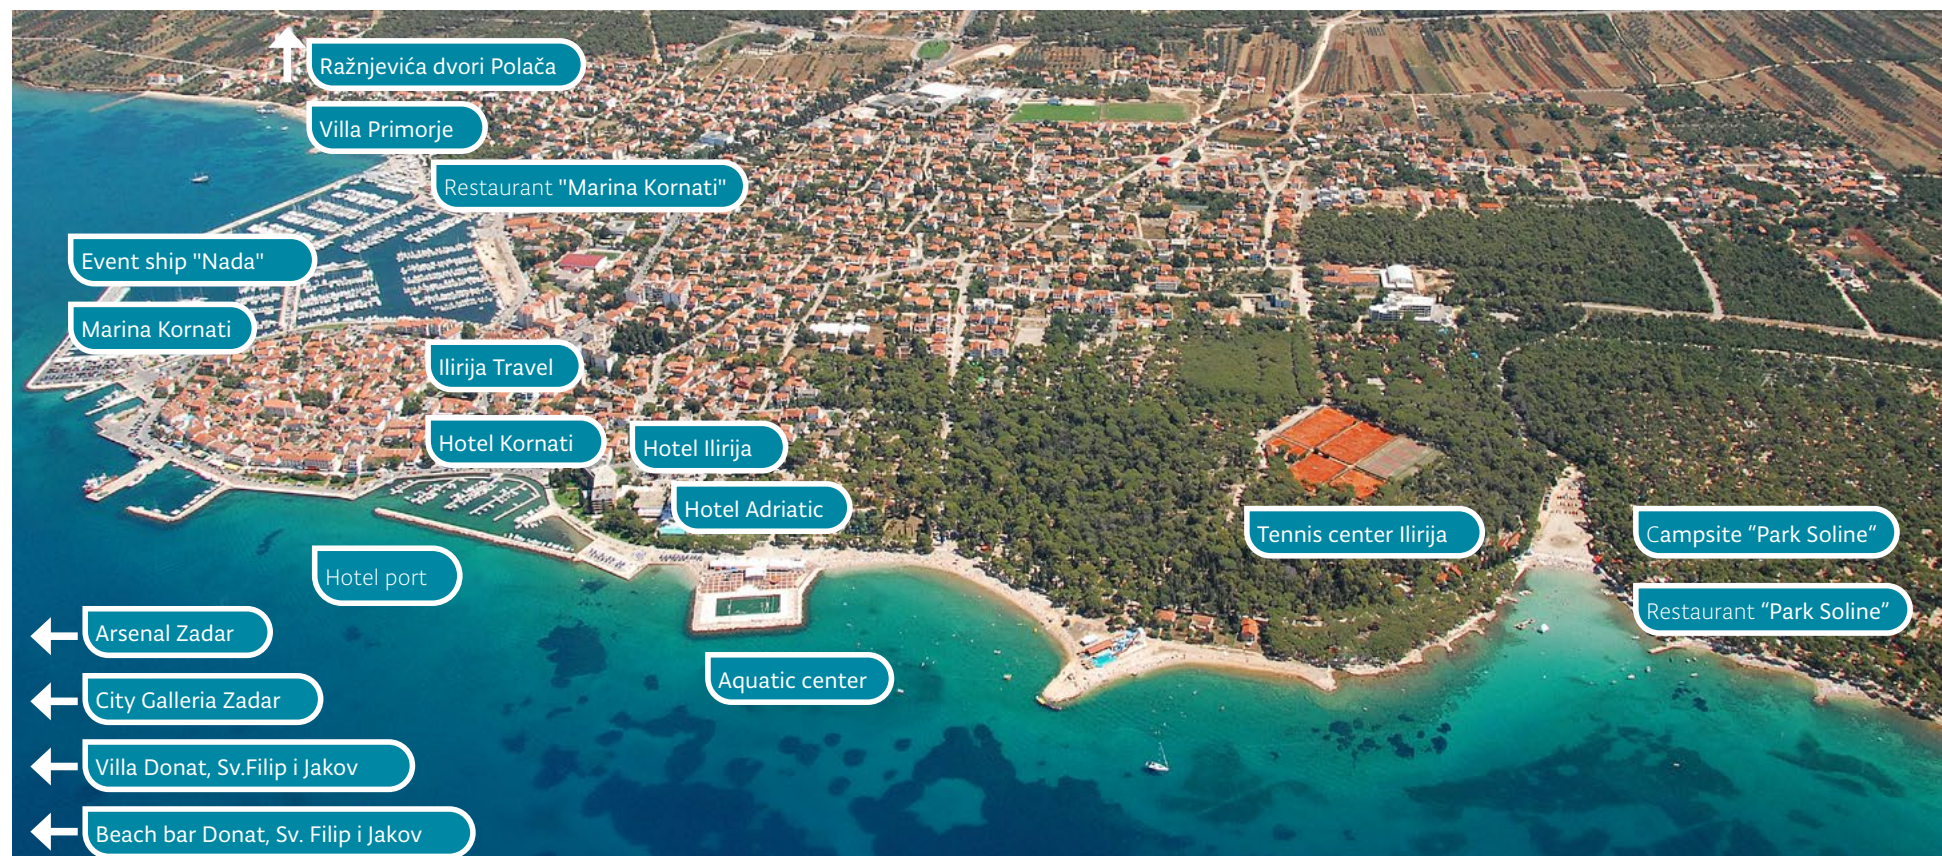 Ražnjevića dvori Polača
Villa Primorje
Restaurant "Marina Kornati"
Event ship "Nada"
Marina Kornati
Ilirija Travel
Hotel Kornati
Hotel Ilirija
Hotel Adriatic
Tennis center Ilirija
Campsite “Park Soline“
Hotel port
Restaurant “Park Soline”
Arsenal Zadar
Aquatic center
City Galleria Zadar
Villa Donat, Sv.Filip i Jakov
Beach bar Donat, Sv. Filip i Jakov